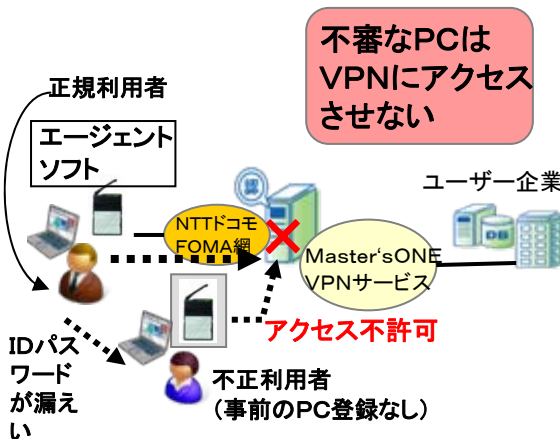 不審なPCは
VPNにアクセス
させない
正規利用者
エージェント
ソフト
認
ユーザー企業
NTTドコモ
FOMA網
DB
Master‘sONE
VPNサービス
アクセス不許可
IDパス
ワード
が漏え
い
不正利用者
（事前のPC登録なし）